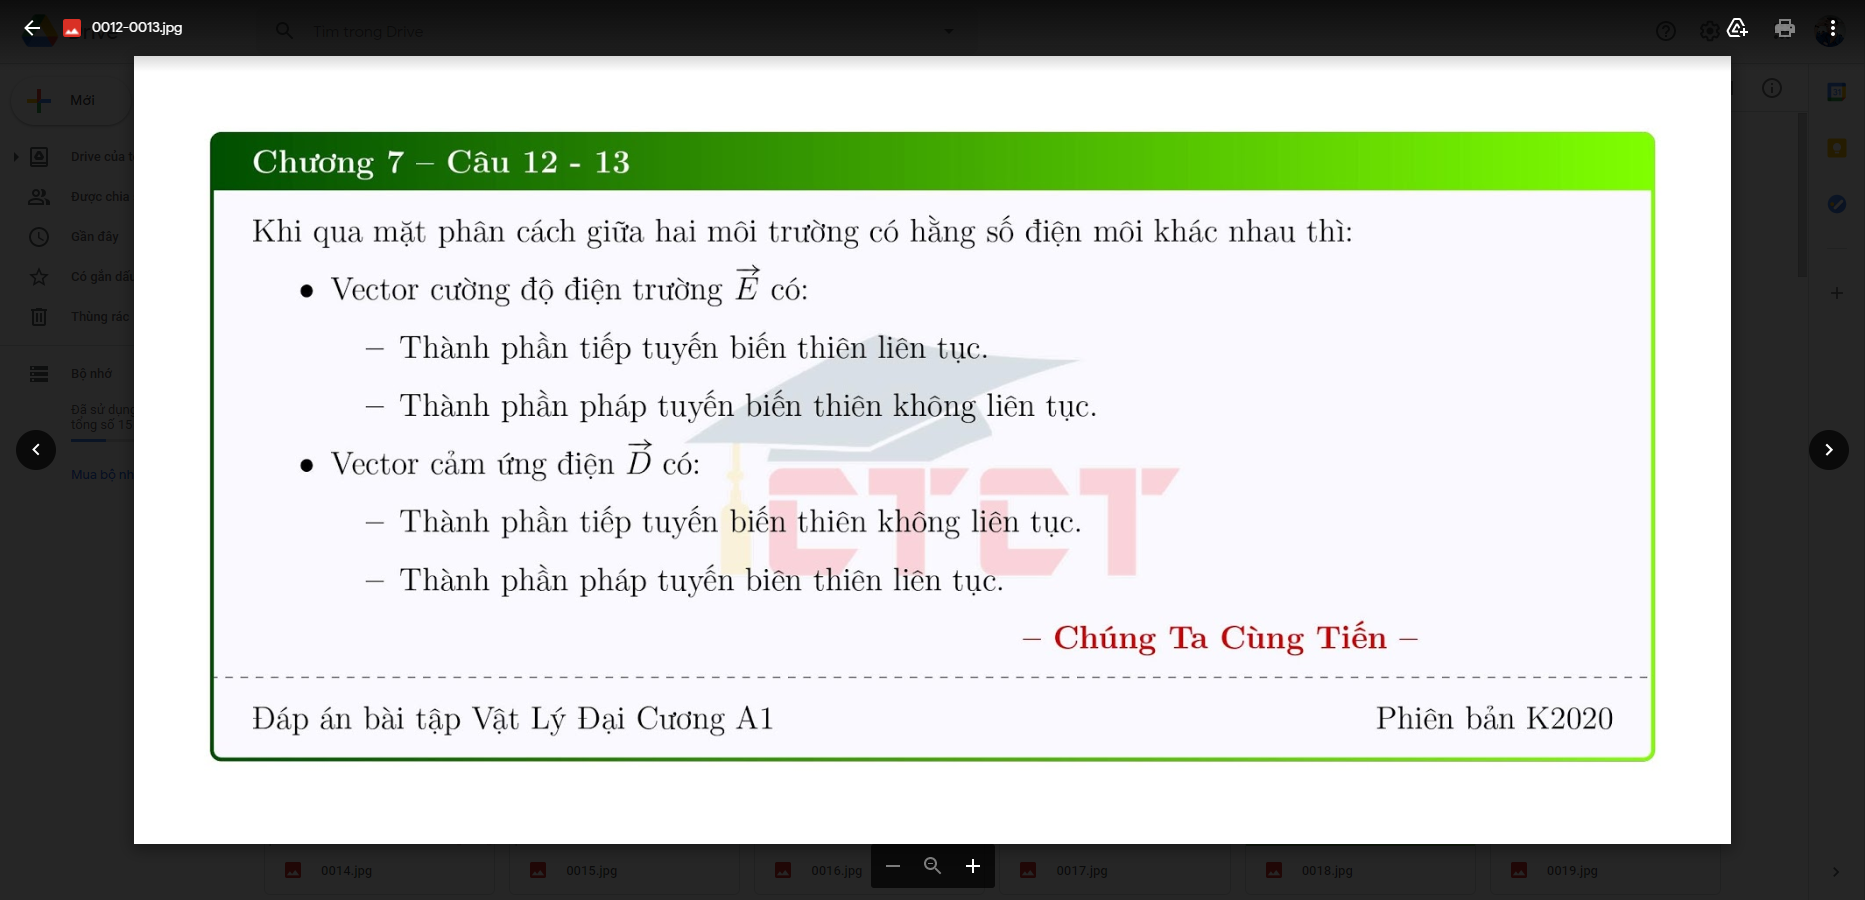 0012-0013.jpg
Tìm trong Drive
Mới
Drive của t
Được chia
Gần đây
Có gắn dấu
Thùng rác
Bộ nhớ
Đã sử dụng
tổng số 15
Mua bộ nh
Chương 7 – Câu 12 - 13
Khi qua mặt phân cách giữa hai môi trường có hằng số điện môi khác nhau thì:
• Vector cường độ điện trường E có:
– Thành phần tiếp tuyến biến thiên liên tục.
– Thành phần pháp tuyến biến thiên không liên tục.
• Vector cảm ứng điện D có:
– Thành phần tiếp tuyến biến thiên không liên tục.
– Thành phần pháp tuyến biên thiên liên tục.
CTCT
– Chúng Ta Cùng Tiến –
Đáp án bài tập Vật Lý Đại Cương A1
Phiên bản K2020
0014.jpg
0015.jpg
0016.jpg
0017.jpg
0018.jpg
0019.jpg